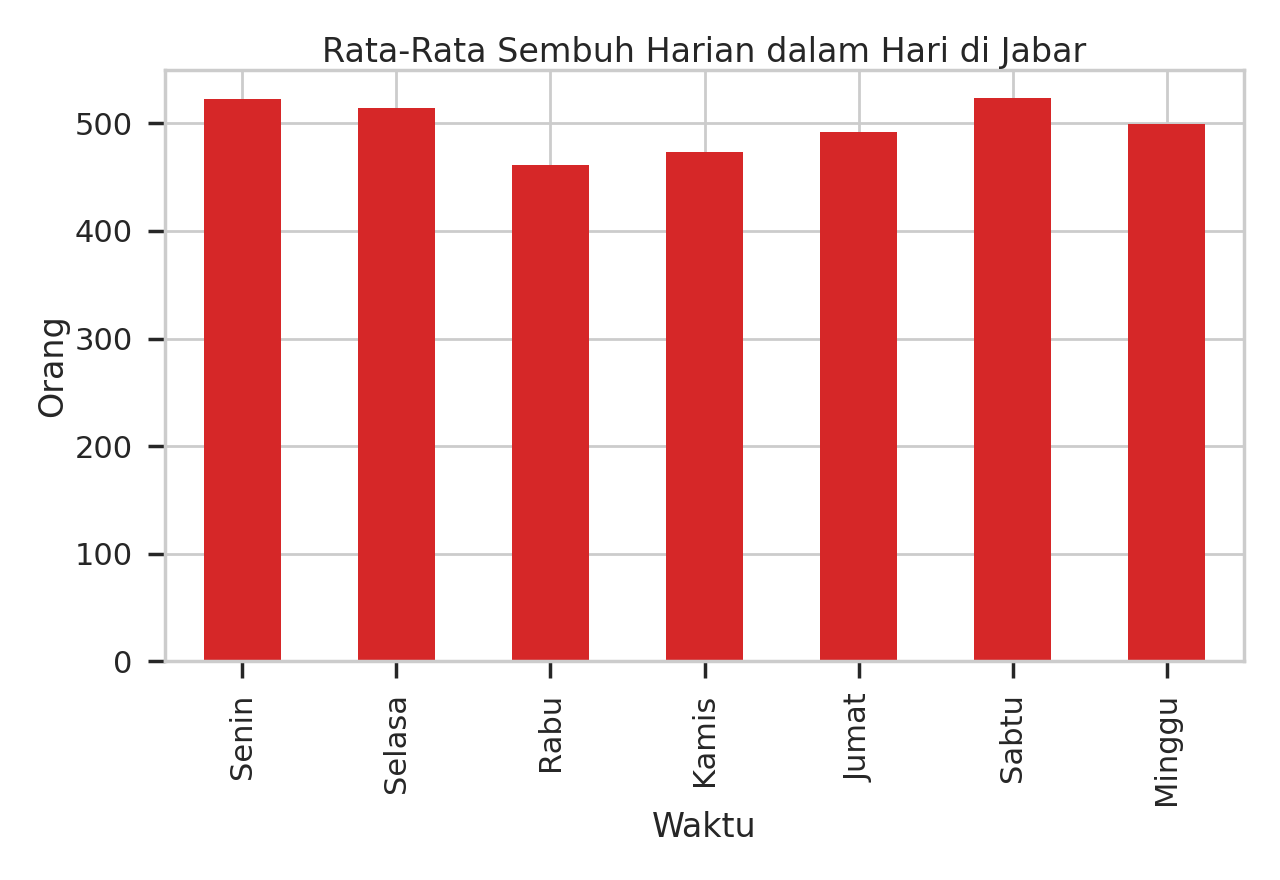 Rata-Rata Sembuh Harian dalam Hari di Jabar
Orang
500
400
300
200
100
0
Senin
Selasa
Rabu
Kamis
Jumat
Sabtu
Minggu
Waktu